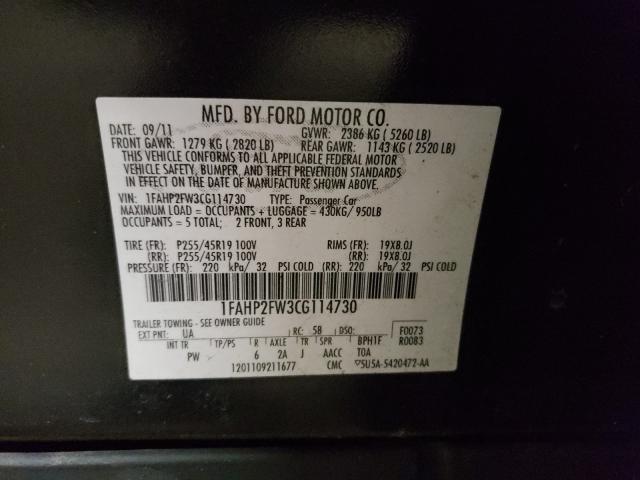 MFD. BY FORD MOTOR CO.
DATE: 09/11 GVWR: 2386 KG ( 5260 LB)
FRONT GAWR: 1279 KG ( 2820 LB) REAR GAWR: 1143 KG ( 2520 LB)
THIS VEHICLE CONFORMS TO ALL APPLICABLE FEDERAL MOTOR
VEHICLE SAFETY, BUMPER, AND THEFT PREVENTION STANDARDS
IN EFFECT ON THE DATE OF MANUFACTURE SHOWN ABOVE.
VIN: 1FAHP2FW3CG114730 TYPE: Passenger Car
MAXIMUM LOAD = OCCUPANTS + LUGGAGE = 430KG/ 950LB
OCCUPANTS = 5 TOTAL; 2 FRONT, 3 REAR
TIRE (FR): P255/45R19 100V RIMS (FR): 19X8.0J
(RR): P255/45R19 100V (RR): 19X8.0J
PRESSURE (FR): 220 kPa/ 32 PSI COLD (RR): 220 kPa/ 32 PSI COLD
1FAHP2FW3CG114730
TRAILER TOWING - SEE OWNER GUIDE
EXT PNT: UA RC: 58 DSO: F0073
INT TR TP/PS R AXLE TR SPR BPH1F R0083
PW 6 2A J AACC TOA
1201109211677 CMC 5U5A-5420472-AA